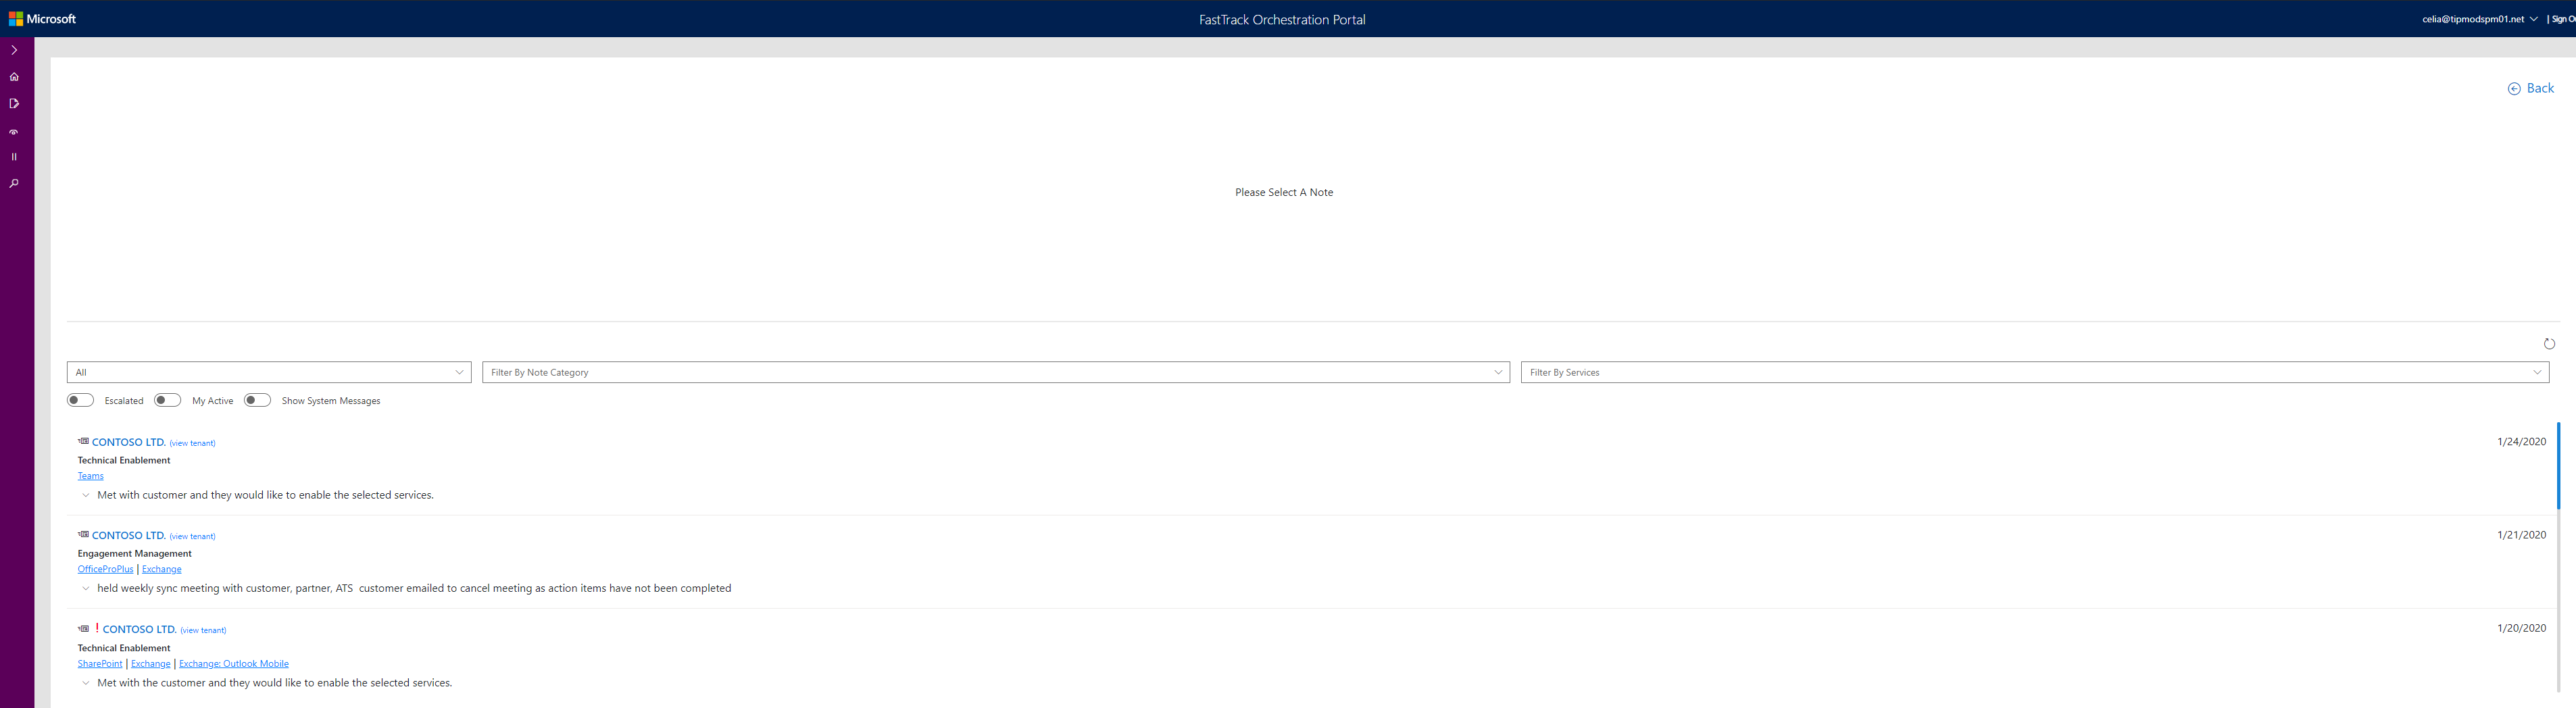 Microsoft
FastTrack Orchestration Portal
celia@tipmodspm01.net | Sign
Back
Please Select A Note
All
Filter By Note Category
Filter By Services
Escalated
My Active
Show System Messages
CONTOSO LTD. (view tenant) 1/24/2020
Technical Enablement
Teams
Met with customer and they would like to enable the selected services.
CONTOSO LTD. (view tenant) 1/21/2020
Engagement Management
OfficeProPlus | Exchange
held weekly sync meeting with customer, partner, ATS  customer emailed to cancel meeting as action items have not been completed
! CONTOSO LTD. (view tenant) 1/20/2020
Technical Enablement
SharePoint | Exchange | Exchange: Outlook Mobile
Met with the customer and they would like to enable the selected services.